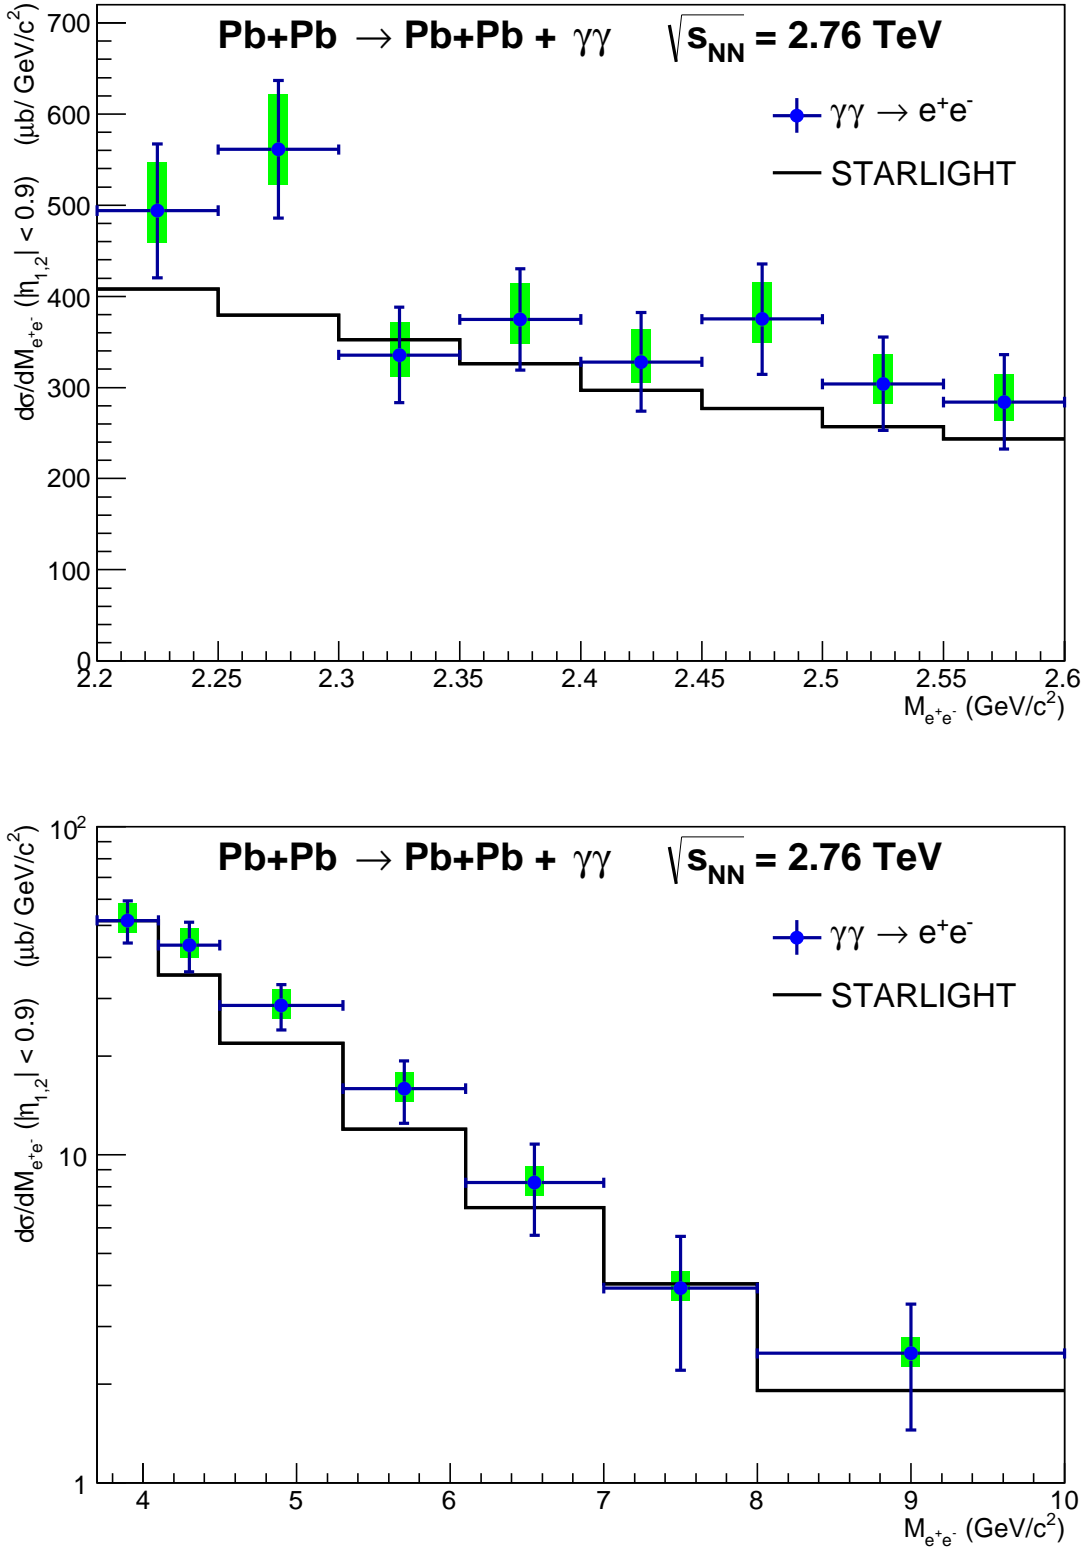 Pb+Pb → Pb+Pb + γγ √sNN = 2.76 TeV
γγ → e⁺e⁻
STARLIGHT
dσ/dM e⁺e⁻ (|η1,2| < 0.9) (μb/ GeV/c²)
700
600
500
400
300
200
100
0
2.2 2.25 2.3 2.35 2.4 2.45 2.5 2.55 2.6
M e⁺e⁻ (GeV/c²)
Pb+Pb → Pb+Pb + γγ √sNN = 2.76 TeV
γγ → e⁺e⁻
STARLIGHT
dσ/dM e⁺e⁻ (|η1,2| < 0.9) (μb/ GeV/c²)
10²
10
1
4 5 6 7 8 9 10
M e⁺e⁻ (GeV/c²)